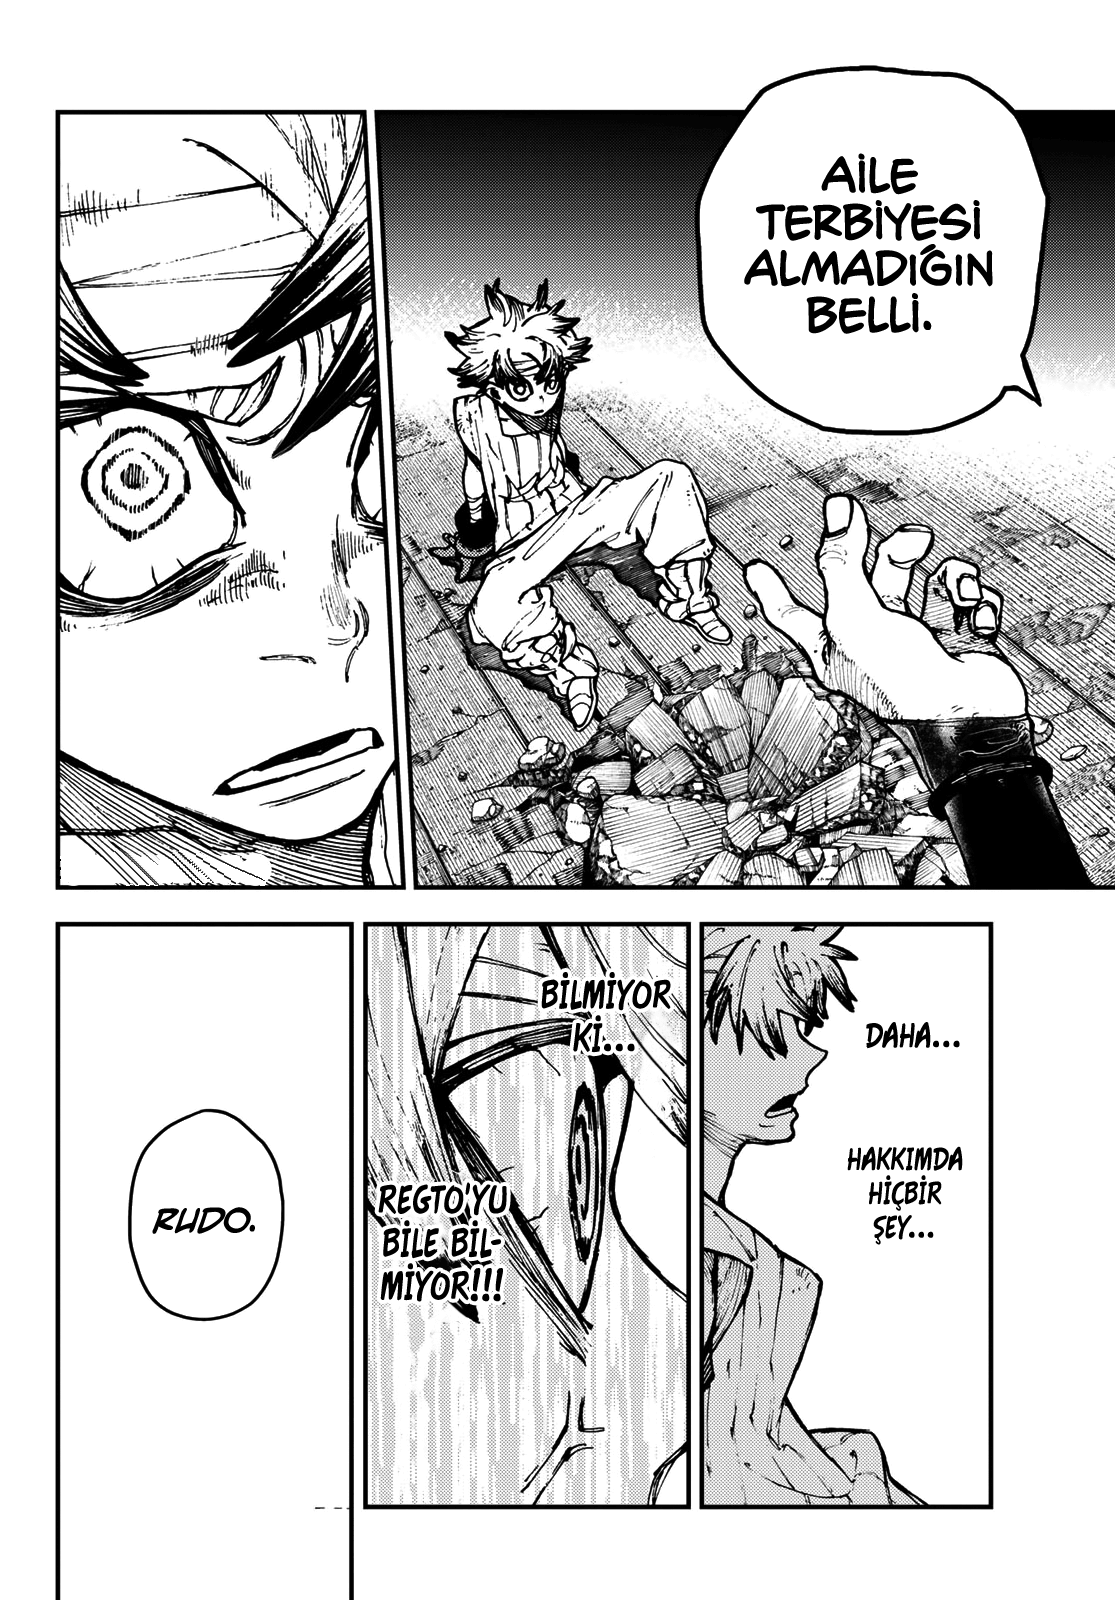 AİLE
TERBİYESİ
ALMADIĞIN
BELLİ.
DAHA...
HAKKIMDA
HİÇBİR
ŞEY...
BİLMİYOR
Kİ...
REGTO'YU
BİLE BİL-
MİYOR!!!
RUDO.